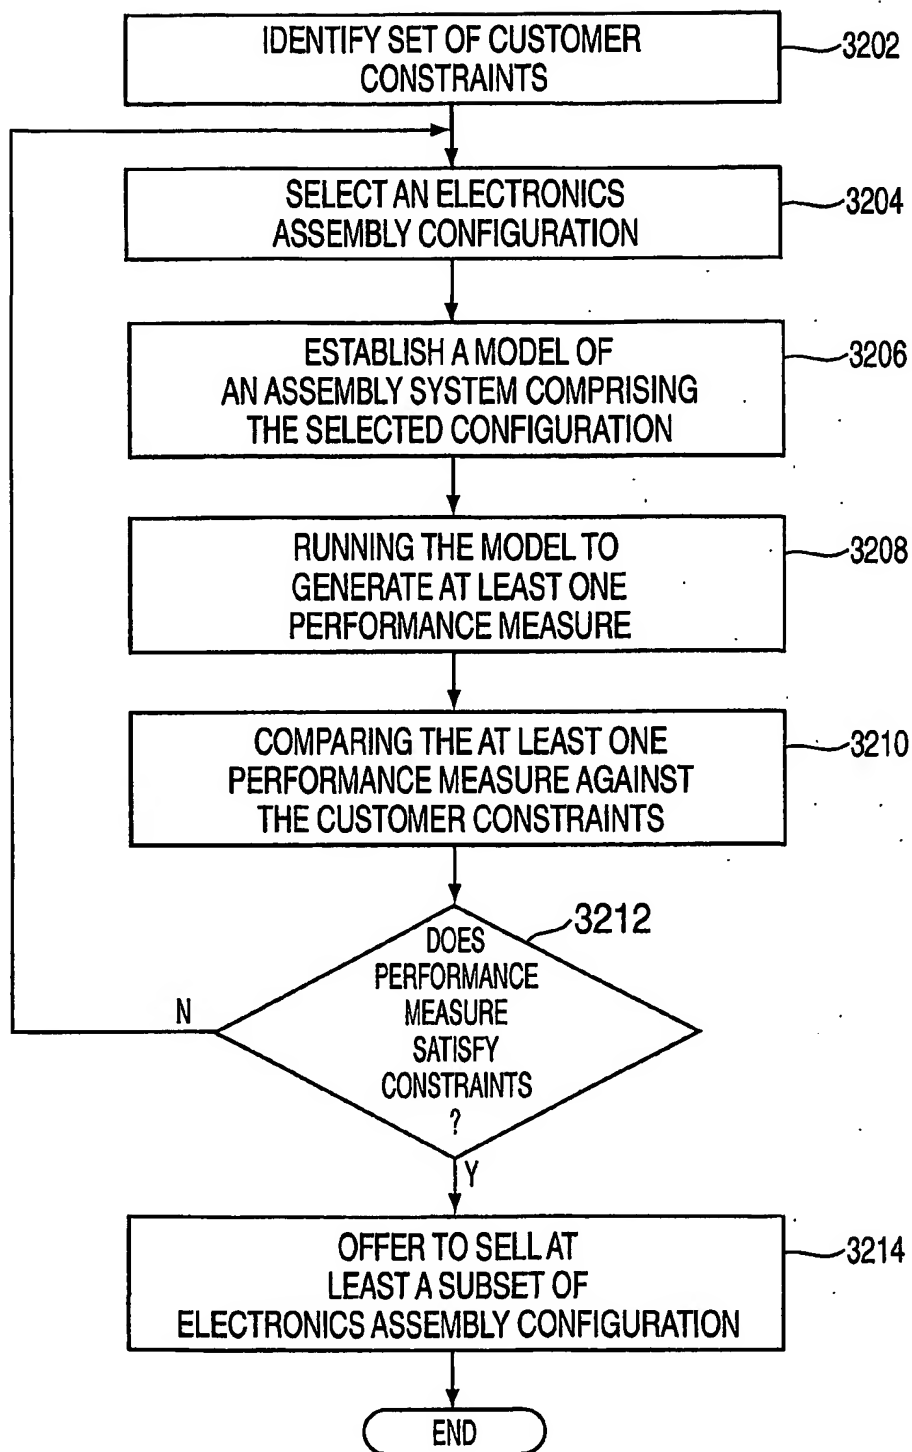 IDENTIFY SET OF CUSTOMER
CONSTRAINTS
3202
SELECT AN ELECTRONICS
ASSEMBLY CONFIGURATION
3204
ESTABLISH A MODEL OF
AN ASSEMBLY SYSTEM COMPRISING
THE SELECTED CONFIGURATION
3206
RUNNING THE MODEL TO
GENERATE AT LEAST ONE
PERFORMANCE MEASURE
3208
COMPARING THE AT LEAST ONE
PERFORMANCE MEASURE AGAINST
THE CUSTOMER CONSTRAINTS
3210
3212
DOES
PERFORMANCE
MEASURE
SATISFY
CONSTRAINTS
?
N
Y
OFFER TO SELL AT
LEAST A SUBSET OF
ELECTRONICS ASSEMBLY CONFIGURATION
3214
END